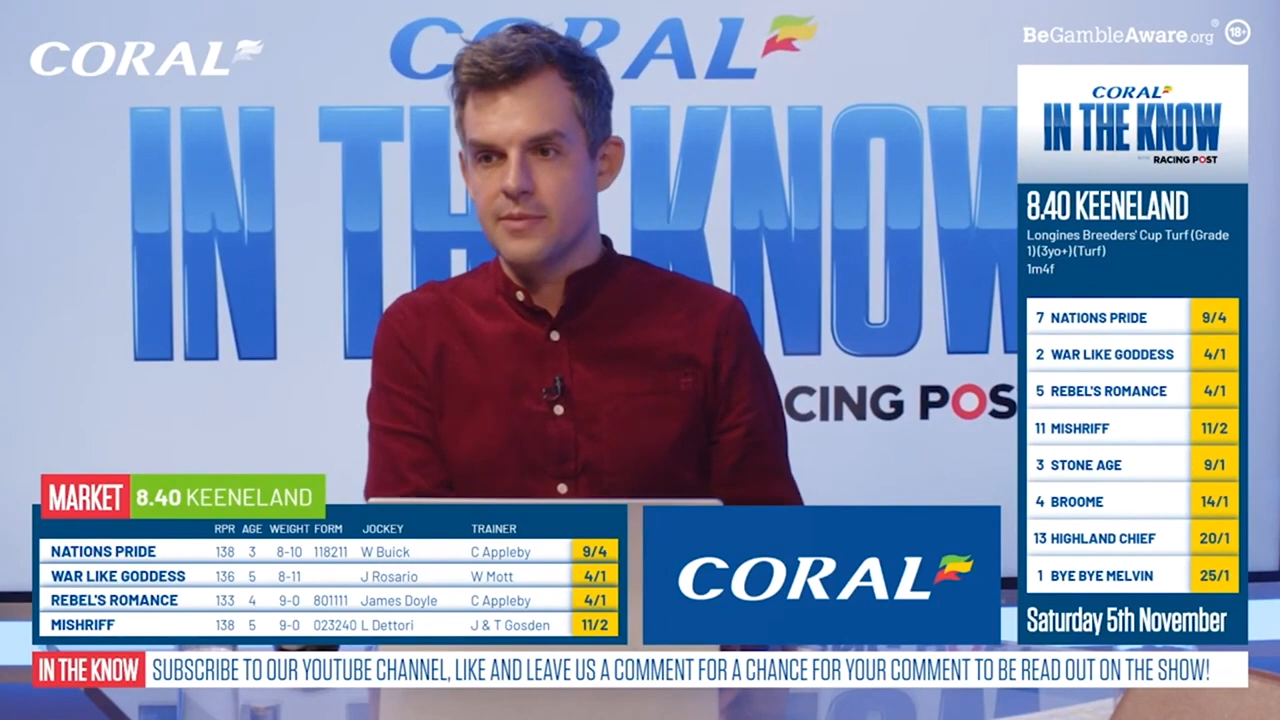 CORAL
CORAL
IN THE KNOW
CING POS
BeGambleAware.org® 18+
CORAL
IN THE KNOW
WITH RACING POST
8.40 KEENELAND
Longines Breeders' Cup Turf (Grade
1)(3yo+)(Turf)
1m4f
7 NATIONS PRIDE 9/4
2 WAR LIKE GODDESS 4/1
5 REBEL'S ROMANCE 4/1
11 MISHRIFF 11/2
3 STONE AGE 9/1
4 BROOME 14/1
13 HIGHLAND CHIEF 20/1
1 BYE BYE MELVIN 25/1
Saturday 5th November
MARKET 8.40 KEENELAND
RPR AGE WEIGHT FORM JOCKEY TRAINER
NATIONS PRIDE 138 3 8-10 118211 W Buick C Appleby 9/4
WAR LIKE GODDESS 136 5 8-11 J Rosario W Mott 4/1
REBEL'S ROMANCE 133 4 9-0 801111 James Doyle C Appleby 4/1
MISHRIFF 138 5 9-0 023240 L Dettori J & T Gosden 11/2
CORAL
IN THE KNOW SUBSCRIBE TO OUR YOUTUBE CHANNEL, LIKE AND LEAVE US A COMMENT FOR A CHANCE FOR YOUR COMMENT TO BE READ OUT ON THE SHOW!